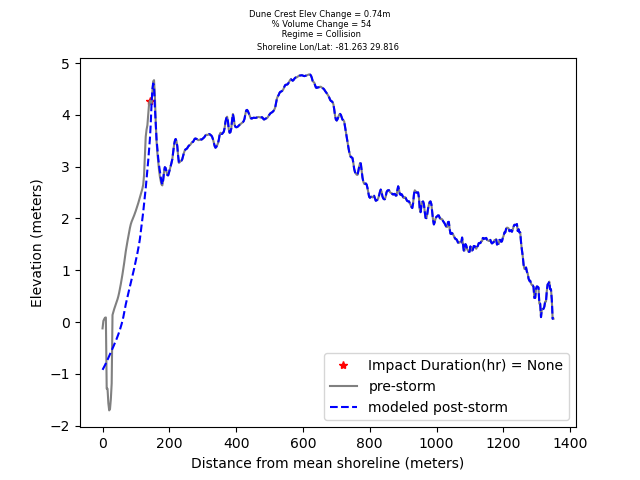 Dune Crest Elev Change = 0.74m
% Volume Change = 54
Regime = Collision
Shoreline Lon/Lat: -81.263 29.816
5
4
3
2
1
0
−1
−2
Elevation (meters)
Impact Duration(hr) = None
pre-storm
modeled post-storm
0 200 400 600 800 1000 1200 1400
Distance from mean shoreline (meters)